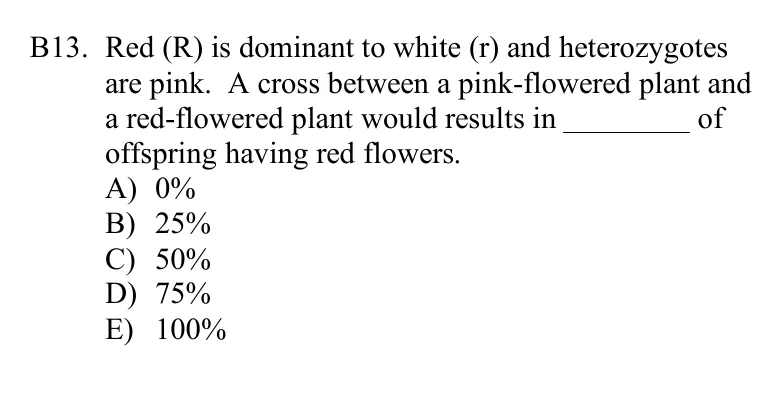 B13. Red (R) is dominant to white (r) and heterozygotes
are pink. A cross between a pink-flowered plant and
a red-flowered plant would results in _________ of
offspring having red flowers.
A) 0%
B) 25%
C) 50%
D) 75%
E) 100%